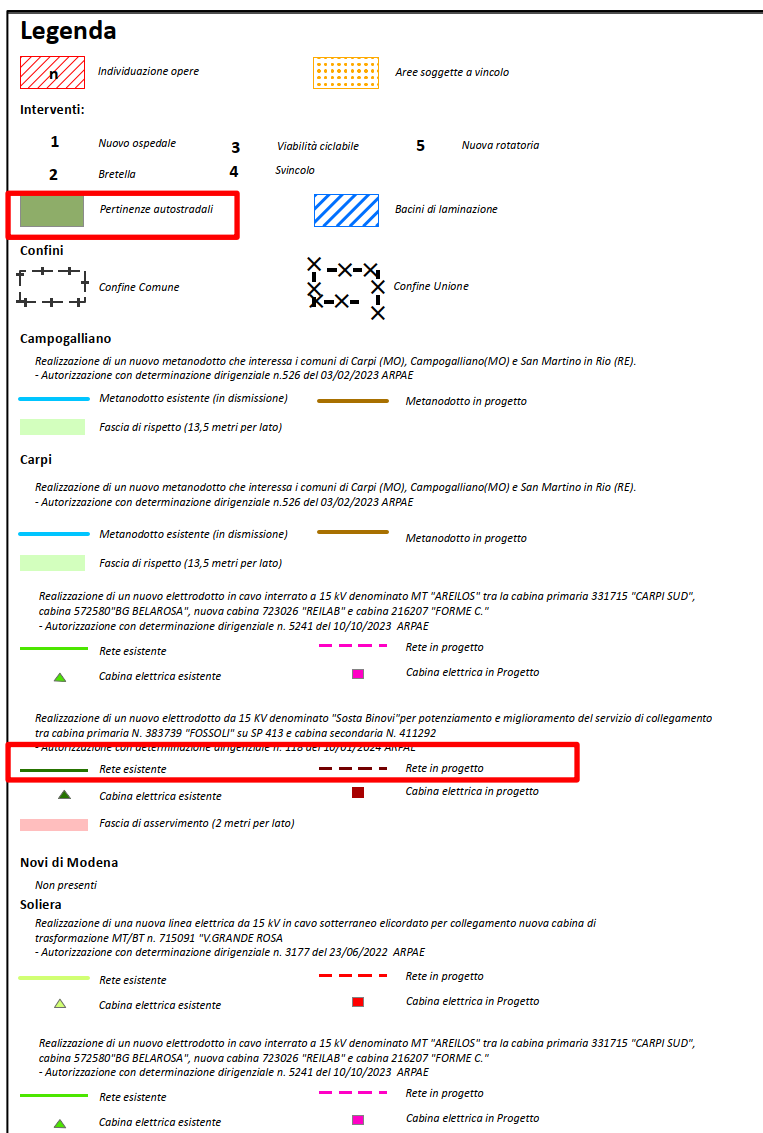 Legenda
n
Individuazione opere
Aree soggette a vincolo
Interventi:
1 Nuovo ospedale
3 Viabilità ciclabile
5 Nuova rotatoria
2 Bretella
4 Svincolo
Pertinenze autostradali
Bacini di laminazione
Confini
Confine Comune
Confine Unione
Campogalliano
Realizzazione di un nuovo metanodotto che interessa i comuni di Carpi (MO), Campogalliano(MO) e San Martino in Rio (RE).
- Autorizzazione con determinazione dirigenziale n.526 del 03/02/2023 ARPAE
Metanodotto esistente (in dismissione)
Metanodotto in progetto
Fascia di rispetto (13,5 metri per lato)
Carpi
Realizzazione di un nuovo metanodotto che interessa i comuni di Carpi (MO), Campogalliano(MO) e San Martino in Rio (RE).
- Autorizzazione con determinazione dirigenziale n.526 del 03/02/2023 ARPAE
Metanodotto esistente (in dismissione)
Metanodotto in progetto
Fascia di rispetto (13,5 metri per lato)
Realizzazione di un nuovo elettrodotto in cavo interrato a 15 kV denominato MT "AREILOS" tra la cabina primaria 331715 "CARPI SUD",
cabina 572580"BG BELAROSA", nuova cabina 723026 "REILAB" e cabina 216207 "FORME C."
- Autorizzazione con determinazione dirigenziale n. 5241 del 10/10/2023 ARPAE
Rete esistente
Rete in progetto
Cabina elettrica esistente
Cabina elettrica in Progetto
Realizzazione di un nuovo elettrodotto da 15 KV denominato "Sosta Binovi"per potenziamento e miglioramento del servizio di collegamento
tra cabina primaria N. 383739 "FOSSOLI" su SP 413 e cabina secondaria N. 411292
- Autorizzazione con determinazione dirigenziale n. 118 del 10/01/2024 ARPAE
Rete esistente
Rete in progetto
Cabina elettrica esistente
Cabina elettrica in progetto
Fascia di asservimento (2 metri per lato)
Novi di Modena
Non presenti
Soliera
Realizzazione di una nuova linea elettrica da 15 kV in cavo sotterraneo elicordato per collegamento nuova cabina di
trasformazione MT/BT n. 715091 "V.GRANDE ROSA
- Autorizzazione con determinazione dirigenziale n. 3177 del 23/06/2022 ARPAE
Rete esistente
Rete in progetto
Cabina elettrica esistente
Cabina elettrica in Progetto
Realizzazione di un nuovo elettrodotto in cavo interrato a 15 kV denominato MT "AREILOS" tra la cabina primaria 331715 "CARPI SUD",
cabina 572580"BG BELAROSA", nuova cabina 723026 "REILAB" e cabina 216207 "FORME C."
- Autorizzazione con determinazione dirigenziale n. 5241 del 10/10/2023 ARPAE
Rete esistente
Rete in progetto
Cabina elettrica esistente
Cabina elettrica in Progetto